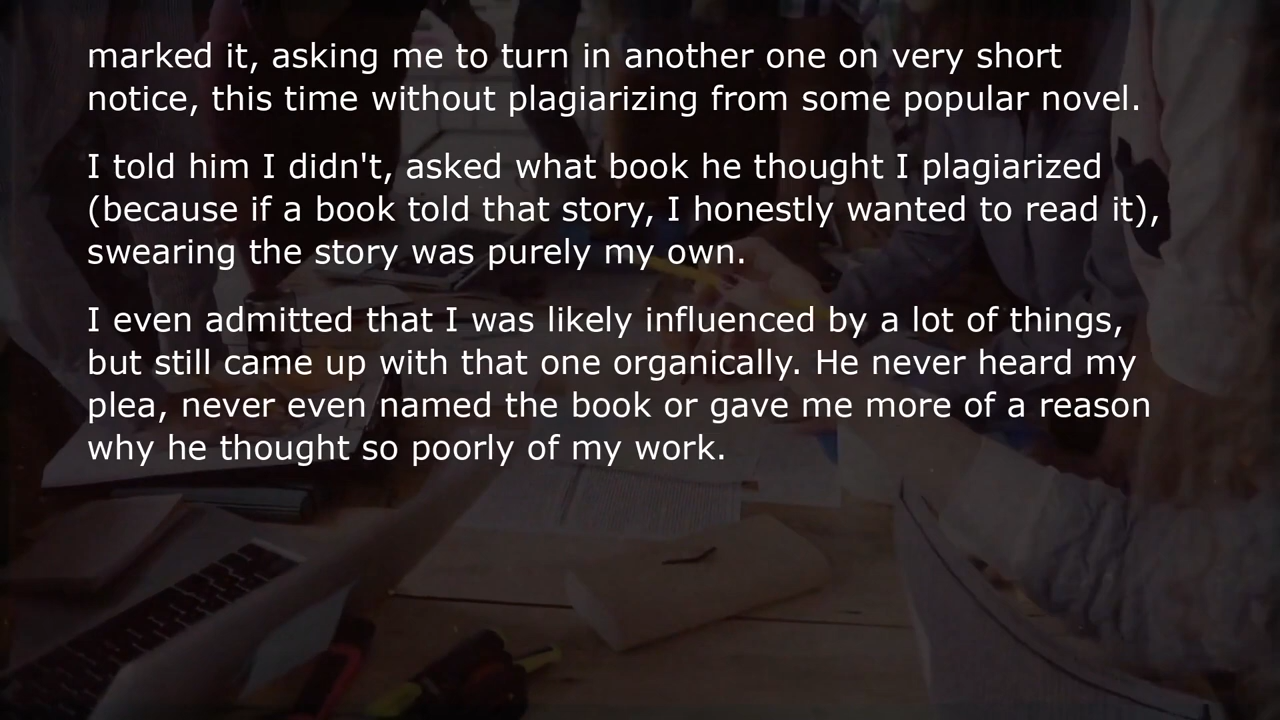 marked it, asking me to turn in another one on very short
notice, this time without plagiarizing from some popular novel.
I told him I didn't, asked what book he thought I plagiarized
(because if a book told that story, I honestly wanted to read it),
swearing the story was purely my own.
I even admitted that I was likely influenced by a lot of things,
but still came up with that one organically. He never heard my
plea, never even named the book or gave me more of a reason
why he thought so poorly of my work.